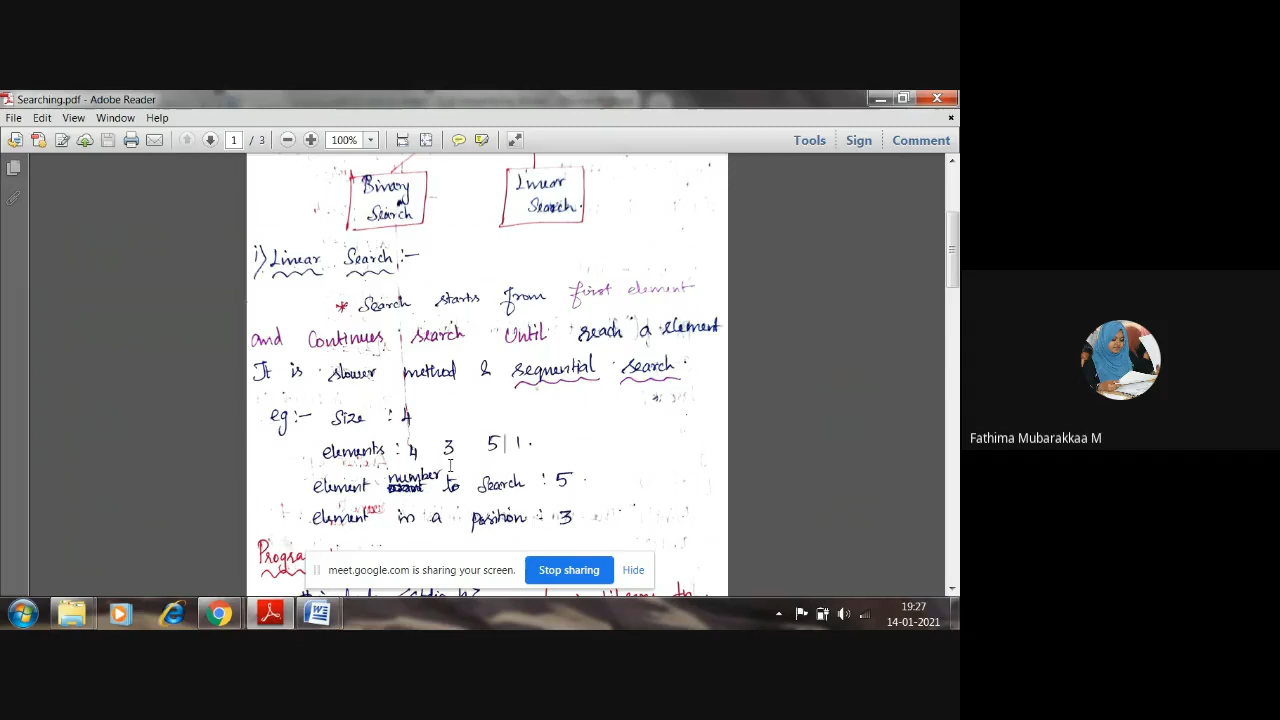 Searching.pdf - Adobe Reader
File Edit View Window Help
1 / 3 100% Tools Sign Comment
Binary Search
Linear Search.
i) Linear Search :-
* Search starts from first element
and Continues search Until reach a element
It is slower method & sequential search.
eg :- Size : 4
elements : 4 3 5 1.
element number to Search : 5
element in a position : 3
Progra
meet.google.com is sharing your screen. Stop sharing Hide
19:27
14-01-2021
Fathima Mubarakkaa M